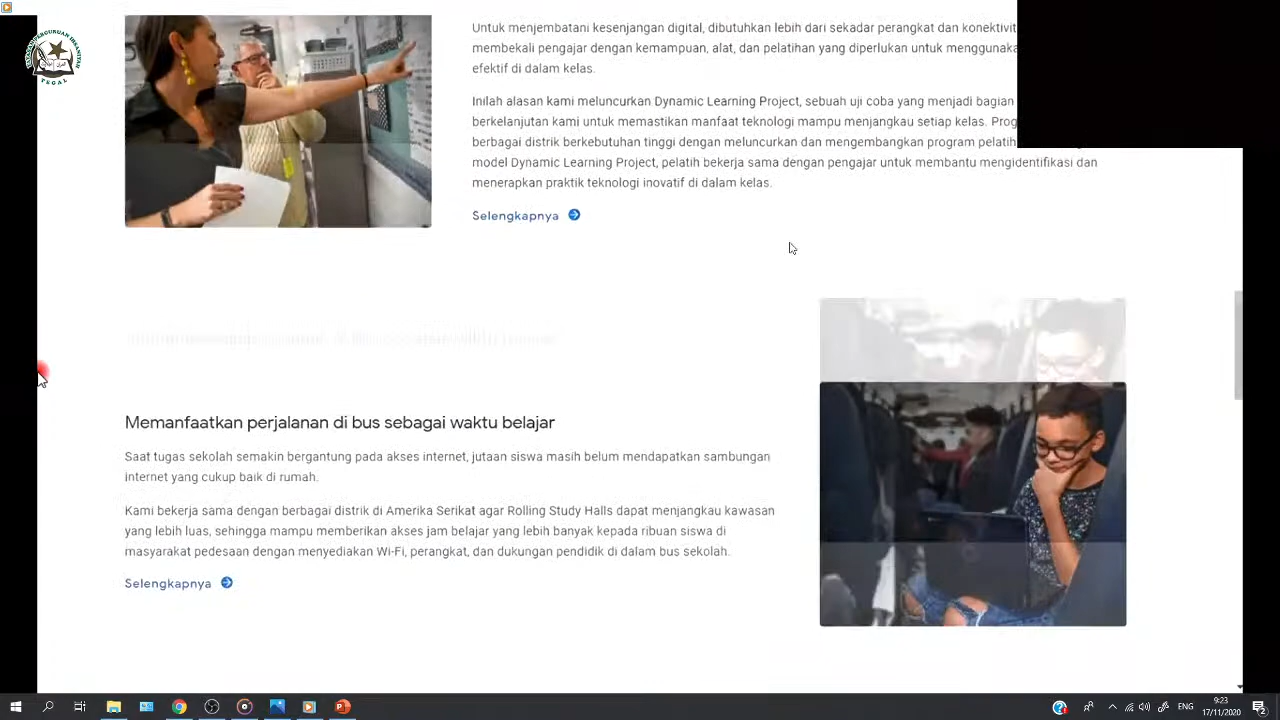 Untuk menjembatani kesenjangan digital, dibutuhkan lebih dari sekadar perangkat dan
membekali pengajar dengan kemampuan, alat, dan pelatihan yang diperlukan untuk
efektif di dalam kelas.
Inilah alasan kami meluncurkan Dynamic Learning Project, sebuah uji coba yang menjadi bagian
berkelanjutan kami untuk memastikan manfaat teknologi mampu menjangkau setiap kelas.
berbagai distrik berkebutuhan tinggi dengan meluncurkan dan mengembangkan program
model Dynamic Learning Project, pelatih bekerja sama dengan pengajar untuk membantu mengidentifikasi dan
menerapkan praktik teknologi inovatif di dalam kelas.
Selengkapnya
Memanfaatkan perjalanan di bus sebagai waktu belajar
Saat tugas sekolah semakin bergantung pada akses internet, jutaan siswa masih belum mendapatkan sambungan
internet yang cukup baik di rumah.
Kami bekerja sama dengan berbagai distrik di Amerika Serikat agar Rolling Study Halls dapat menjangkau kawasan
yang lebih luas, sehingga mampu memberikan akses jam belajar yang lebih banyak kepada ribuan siswa di
masyarakat pedesaan dengan menyediakan Wi-Fi, perangkat, dan dukungan pendidik di dalam bus sekolah.
Selengkapnya
TEGAL
ENG
9:23
17/11/2020